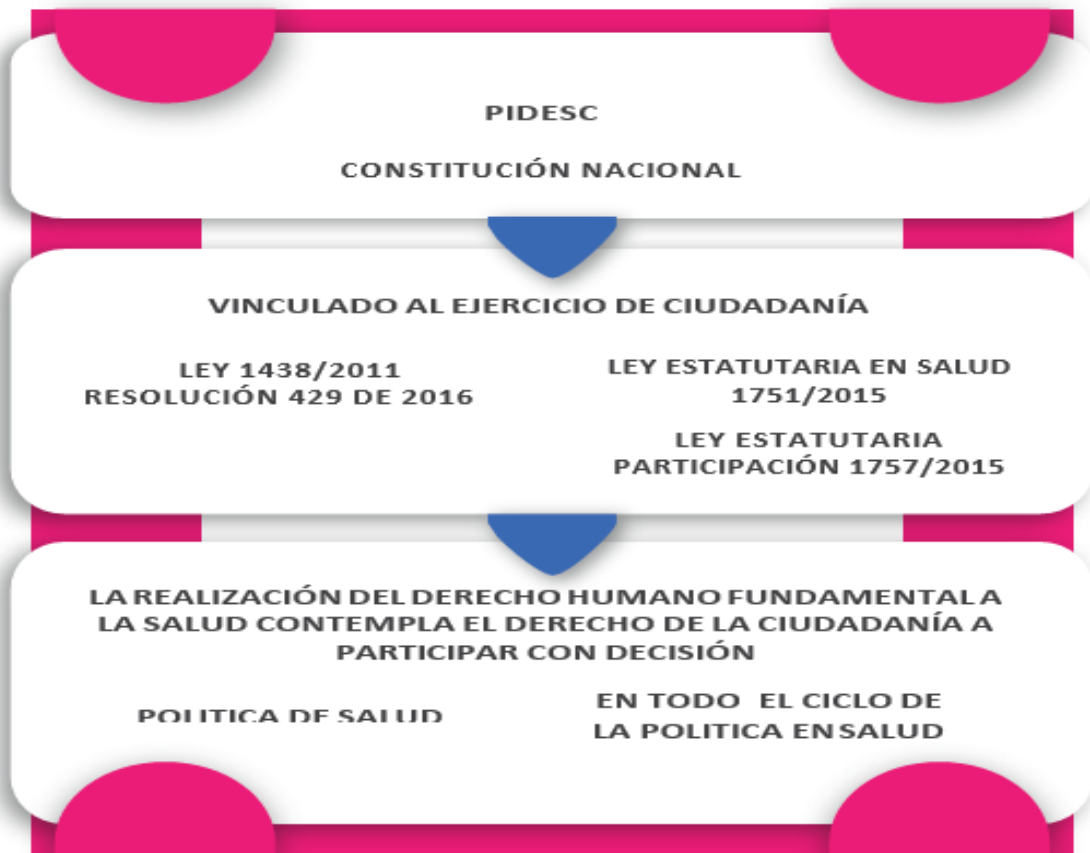 PIDESC
CONSTITUCIÓN NACIONAL
VINCULADO AL EJERCICIO DE CIUDADANÍA
LEY 1438/2011
RESOLUCIÓN 429 DE 2016
LEY ESTATUTARIA EN SALUD
1751/2015
LEY ESTATUTARIA
PARTICIPACIÓN 1757/2015
LA REALIZACIÓN DEL DERECHO HUMANO FUNDAMENTAL A
LA SALUD CONTEMPLA EL DERECHO DE LA CIUDADANÍA A
PARTICIPAR CON DECISIÓN
POLITICA DE SALUD
EN TODO EL CICLO DE
LA POLITICA EN SALUD